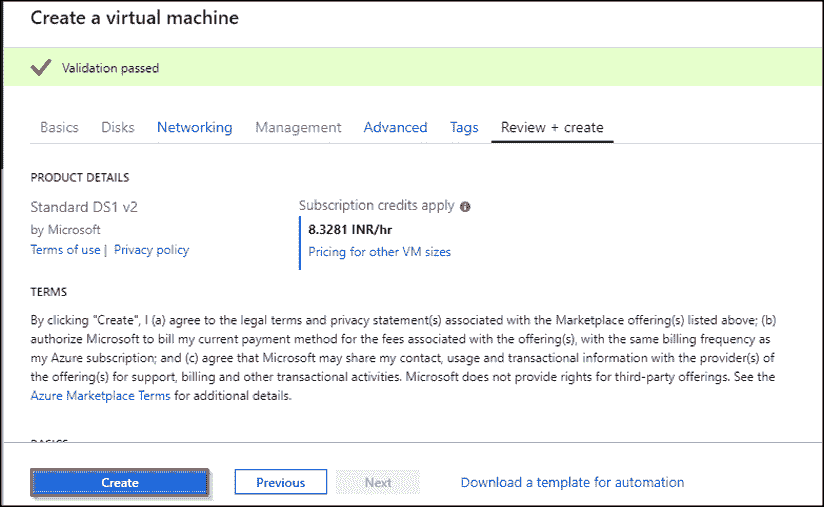 Create a virtual machine
Validation passed
Basics Disks Networking Management Advanced Tags Review + create
PRODUCT DETAILS
Standard DS1 v2
by Microsoft
Terms of use | Privacy policy
Subscription credits apply
8.3281 INR/hr
Pricing for other VM sizes
TERMS
By clicking "Create", I (a) agree to the legal terms and privacy statement(s) associated with the Marketplace offering(s) listed above; (b)
authorize Microsoft to bill my current payment method for the fees associated with the offering(s), with the same billing frequency as
my Azure subscription; and (c) agree that Microsoft may share my contact, usage and transactional information with the provider(s) of
the offering(s) for support, billing and other transactional activities. Microsoft does not provide rights for third-party offerings. See the
Azure Marketplace Terms for additional details.
BASICS
Create Previous Next Download a template for automation